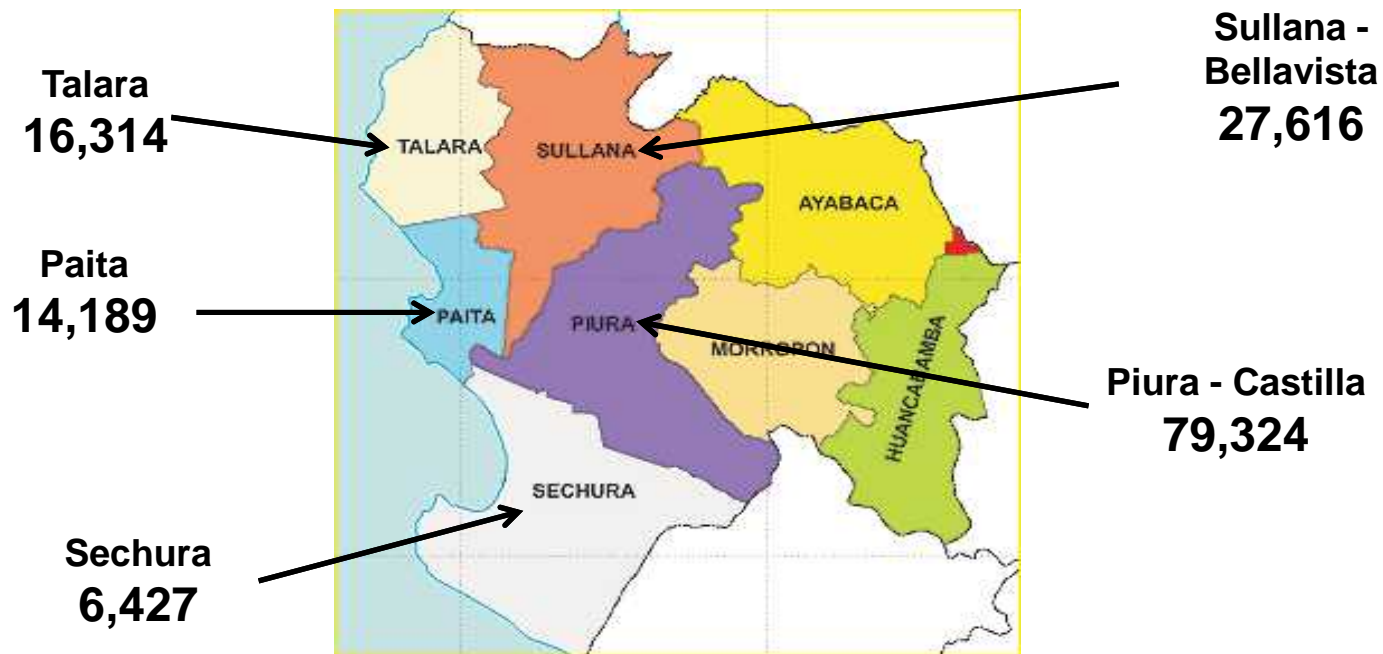 Talara
16,314
Paita
14,189
Sechura
6,427
TALARA
SULLANA
AYABACA
PAITA
PIURA
MORROPON
HUANCABAMBA
SECHURA
Sullana -
Bellavista
27,616
Piura - Castilla
79,324